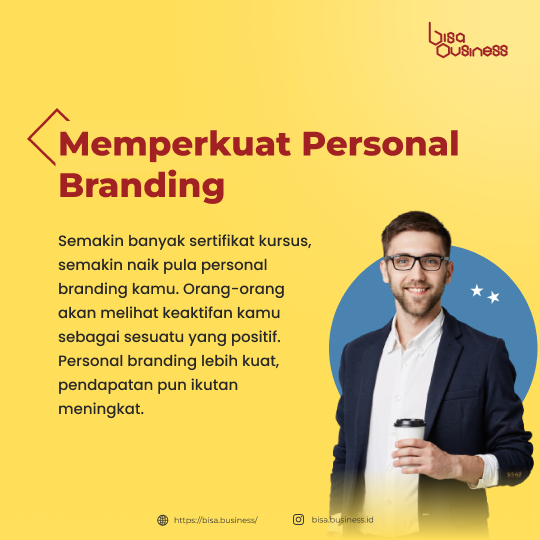 bisa
business
Memperkuat Personal
Branding
Semakin banyak sertifikat kursus,
semakin naik pula personal
branding kamu. Orang-orang
akan melihat keaktifan kamu
sebagai sesuatu yang positif.
Personal branding lebih kuat,
pendapatan pun ikutan
meningkat.
https://bisa.business/
bisa.business.id